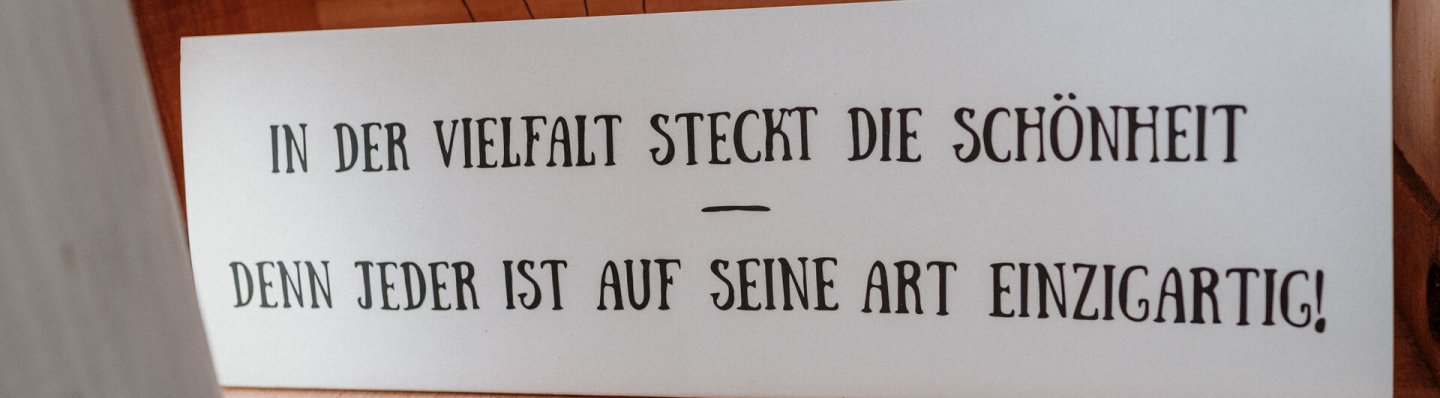 IN DER VIELFALT STECKT DIE SCHÖNHEIT
—
DENN JEDER IST AUF SEINE ART EINZIGARTIG!